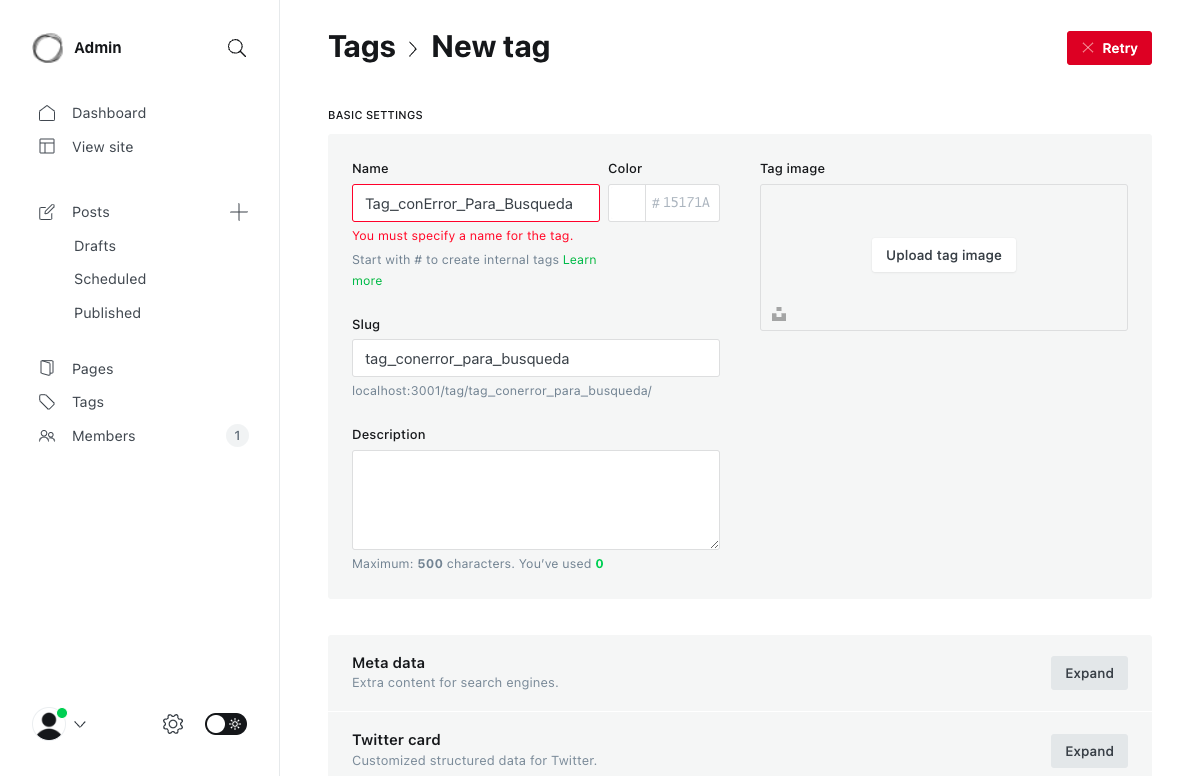 Admin
Dashboard
View site
Posts
Drafts
Scheduled
Published
Pages
Tags
Members 1
Tags > New tag
Retry
BASIC SETTINGS
Name
Tag_conError_Para_Busqueda
You must specify a name for the tag.
Start with # to create internal tags Learn
more
Color
# 15171A
Slug
tag_conerror_para_busqueda
localhost:3001/tag/tag_conerror_para_busqueda/
Description
Maximum: 500 characters. You’ve used 0
Tag image
Upload tag image
Meta data
Extra content for search engines.
Expand
Twitter card
Customized structured data for Twitter.
Expand